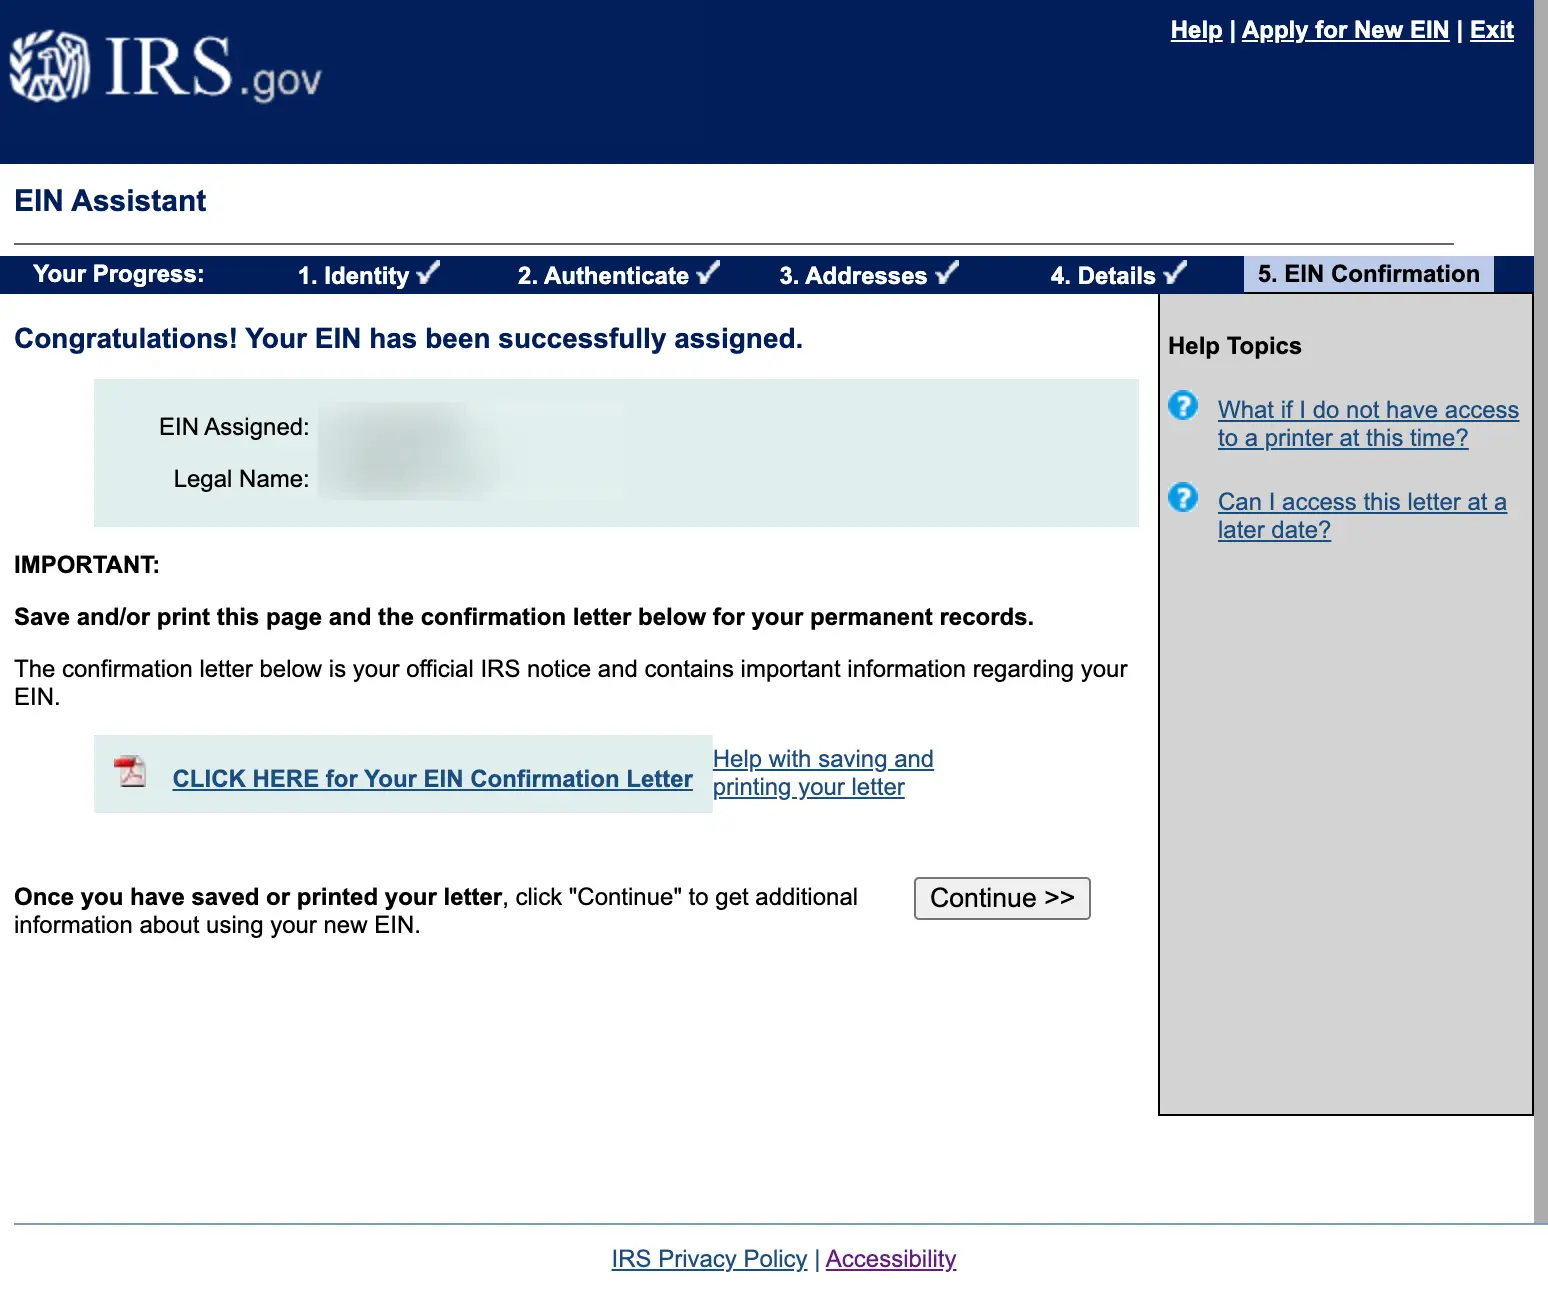 IRS.gov
Help | Apply for New EIN | Exit
EIN Assistant
Your Progress: 1. Identity 2. Authenticate 3. Addresses 4. Details 5. EIN Confirmation
Congratulations! Your EIN has been successfully assigned.
EIN Assigned:
Legal Name:
IMPORTANT:
Save and/or print this page and the confirmation letter below for your permanent records.
The confirmation letter below is your official IRS notice and contains important information regarding your
EIN.
CLICK HERE for Your EIN Confirmation Letter
Help with saving and
printing your letter
Once you have saved or printed your letter, click "Continue" to get additional
information about using your new EIN.
Continue >>
Help Topics
What if I do not have access
to a printer at this time?
Can I access this letter at a
later date?
IRS Privacy Policy | Accessibility